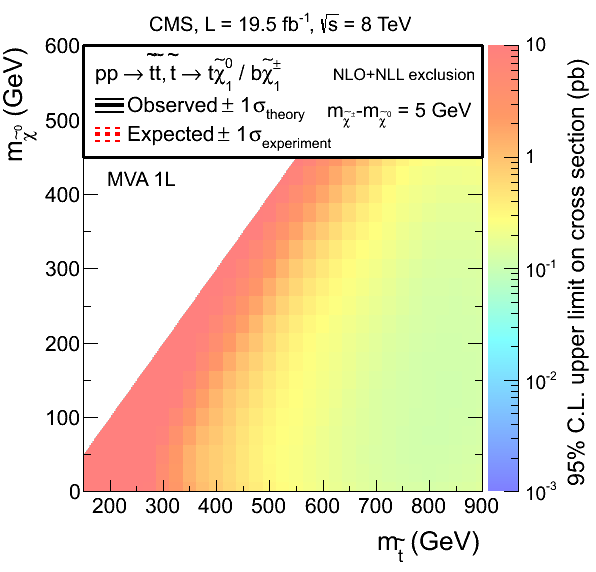 CMS, L = 19.5 fb⁻¹, √s = 8 TeV
pp → t̃t̃, t̃ → tχ̃⁰₁ / bχ̃±₁ NLO+NLL exclusion
Observed ± 1σtheory
m_χ̃± - m_χ̃⁰ = 5 GeV
Expected ± 1σexperiment
MVA 1L
m_χ̃⁰ (GeV)
600
500
400
300
200
100
0
200 300 400 500 600 700 800 900
m_t̃ (GeV)
10
1
10⁻¹
10⁻²
10⁻³
95% C.L. upper limit on cross section (pb)